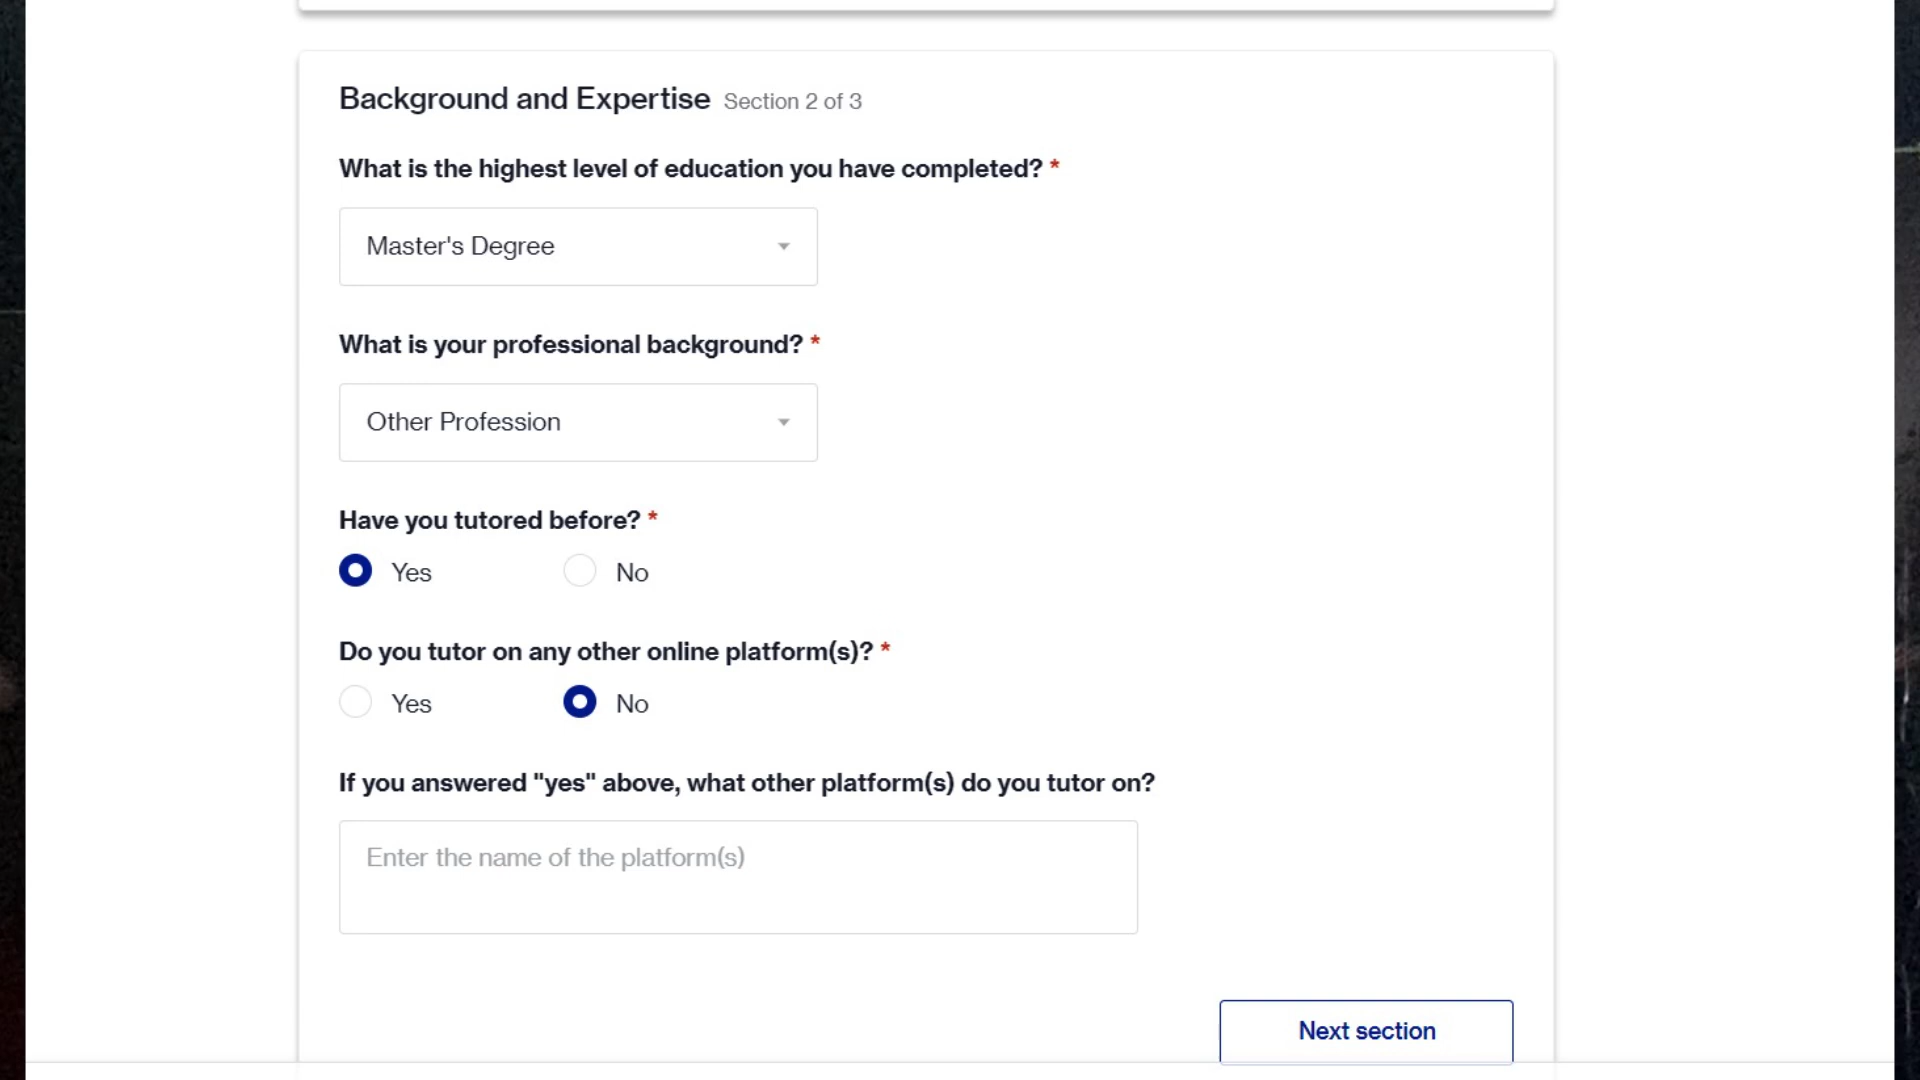 Background and Expertise Section 2 of 3
What is the highest level of education you have completed? *
Master's Degree
What is your professional background? *
Other Profession
Have you tutored before? *
Yes No
Do you tutor on any other online platform(s)? *
Yes No
If you answered "yes" above, what other platform(s) do you tutor on?
Enter the name of the platform(s)
Next section